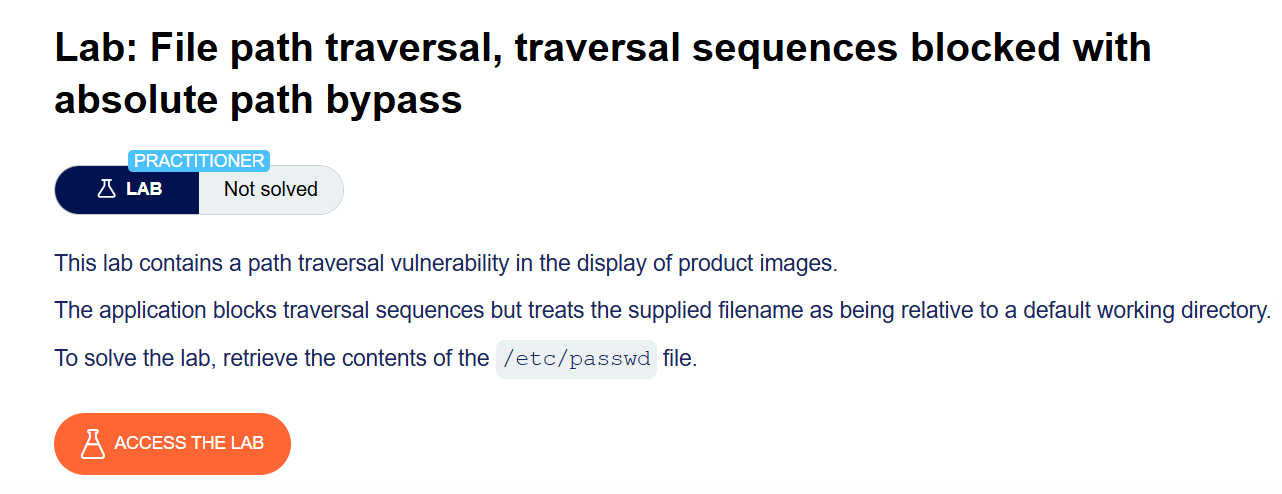 Lab: File path traversal, traversal sequences blocked with
absolute path bypass
PRACTITIONER
LAB Not solved
This lab contains a path traversal vulnerability in the display of product images.
The application blocks traversal sequences but treats the supplied filename as being relative to a default working directory.
To solve the lab, retrieve the contents of the /etc/passwd file.
ACCESS THE LAB